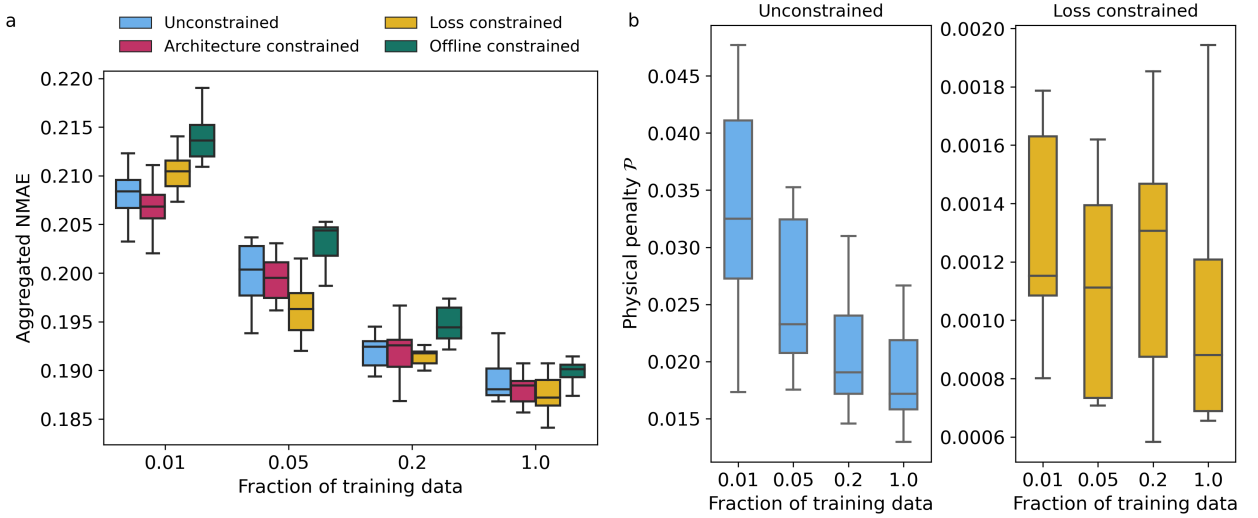 a
Unconstrained
Architecture constrained
Loss constrained
Offline constrained
Aggregated NMAE
0.220
0.215
0.210
0.205
0.200
0.195
0.190
0.185
0.01 0.05 0.2 1.0
Fraction of training data
b
Unconstrained
Physical penalty 𝒫
0.045
0.040
0.035
0.030
0.025
0.020
0.015
0.01 0.05 0.2 1.0
Fraction of training data
Loss constrained
0.0020
0.0018
0.0016
0.0014
0.0012
0.0010
0.0008
0.0006
0.01 0.05 0.2 1.0
Fraction of training data